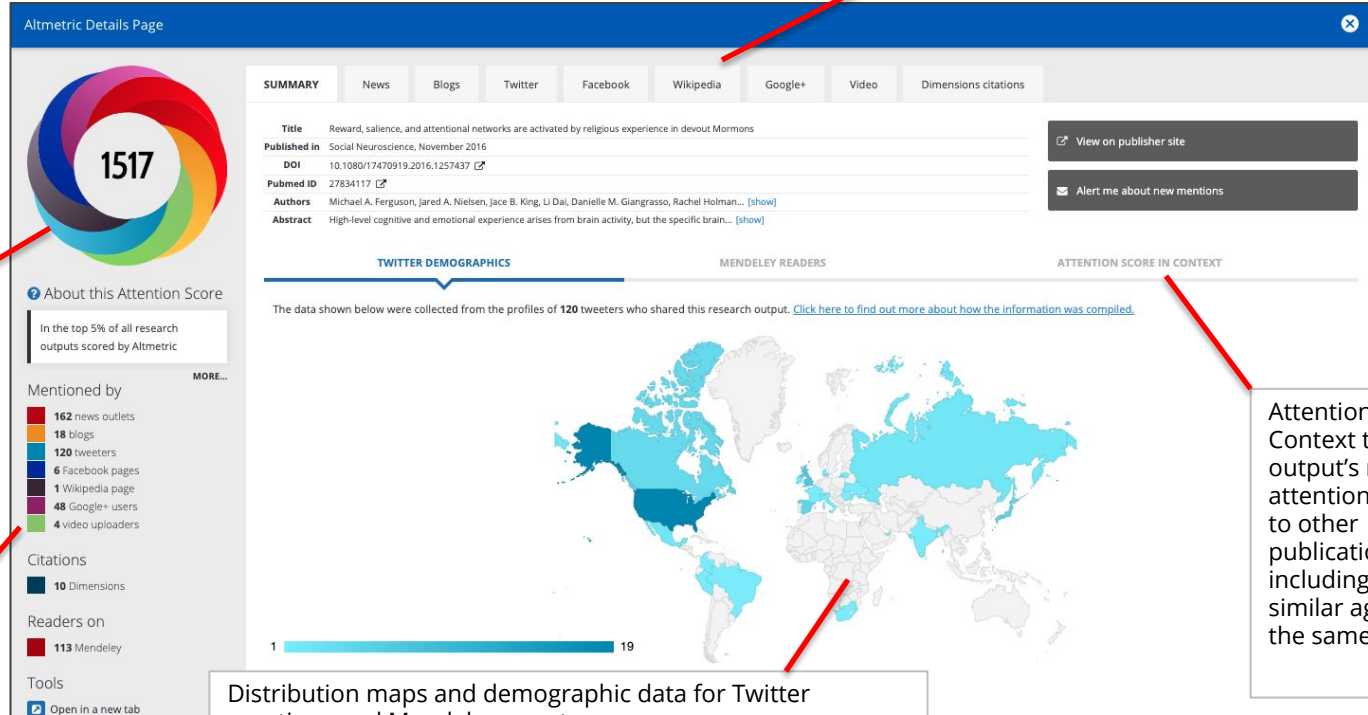 Altmetric Details Page
1517
About this Attention Score
In the top 5% of all research
outputs scored by Altmetric
MORE...
Mentioned by
162 news outlets
18 blogs
120 tweeters
6 Facebook pages
1 Wikipedia page
48 Google+ users
4 video uploaders
Citations
10 Dimensions
Readers on
113 Mendeley
Tools
Open in a new tab
SUMMARY News Blogs Twitter Facebook Wikipedia Google+ Video Dimensions citations
Title Reward, salience, and attentional networks are activated by religious experience in devout Mormons
Published in Social Neuroscience, November 2016
DOI 10.1080/17470919.2016.1257437
Pubmed ID 27834117
Authors Michael A. Ferguson, Jared A. Nielsen, Jace B. King, Li Dai, Danielle M. Giangrasso, Rachel Holman... [show]
Abstract High-level cognitive and emotional experience arises from brain activity, but the specific brain... [show]
View on publisher site
Alert me about new mentions
TWITTER DEMOGRAPHICS MENDELEY READERS ATTENTION SCORE IN CONTEXT
The data shown below were collected from the profiles of 120 tweeters who shared this research output. Click here to find out more about how the information was compiled.
1 19
Attention
Context t
output's
attention
to other
publicatio
including
similar ag
the same
Distribution maps and demographic data for Twitter